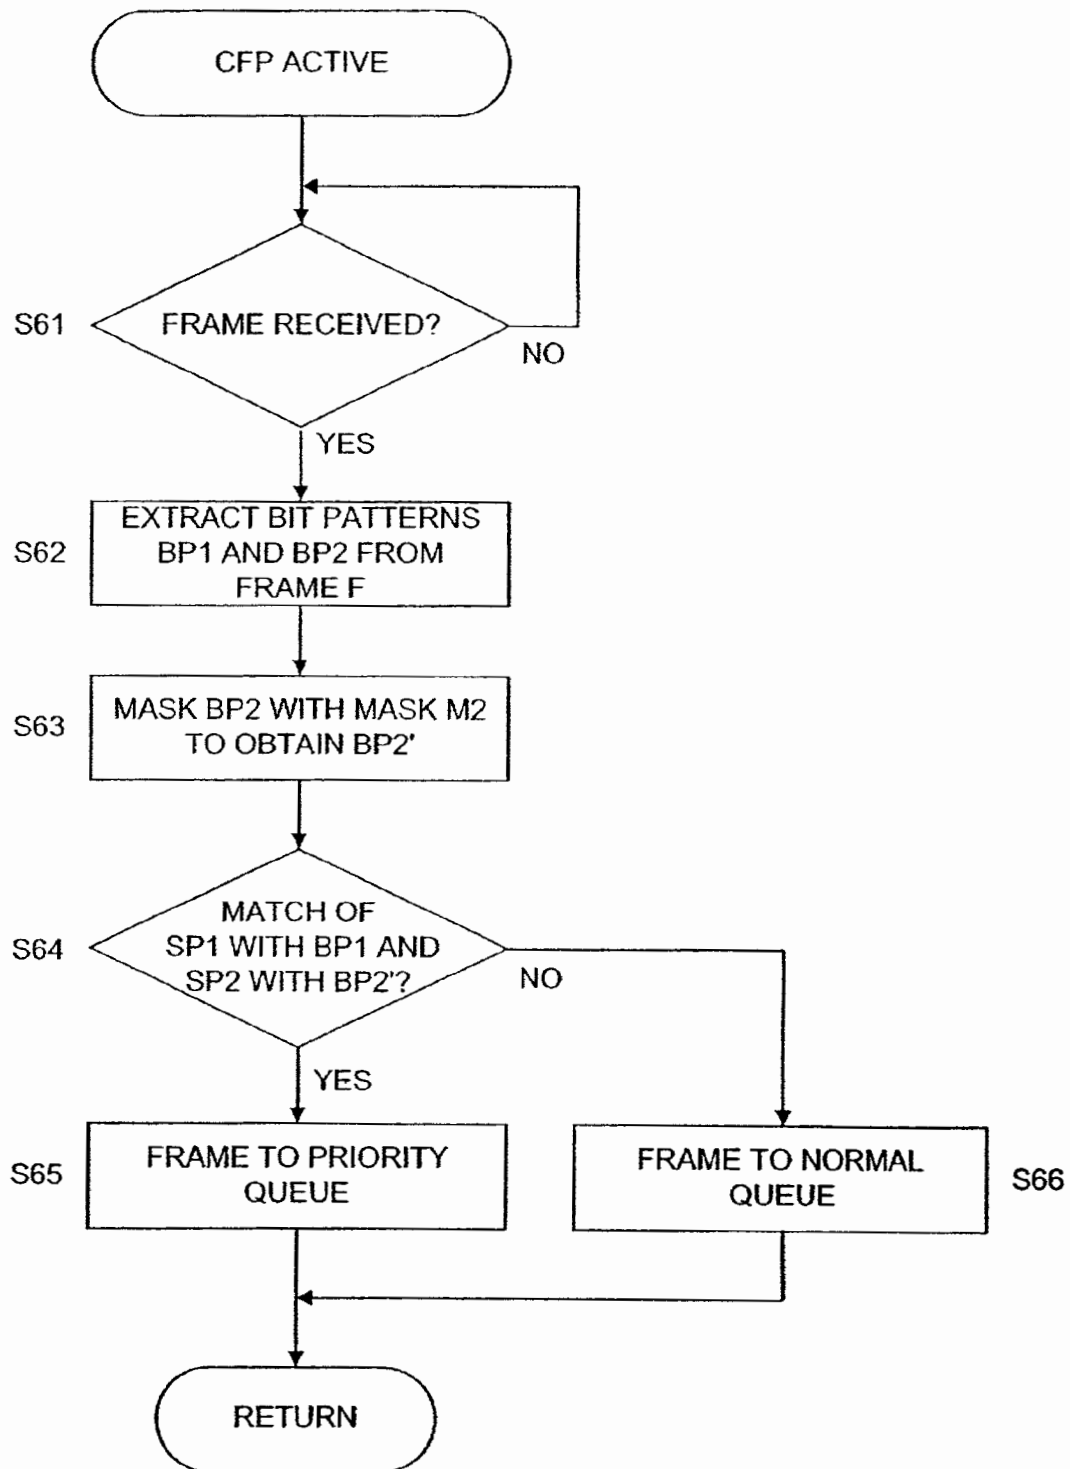 CFP ACTIVE
S61
FRAME RECEIVED?
NO
YES
S62
EXTRACT BIT PATTERNS
BP1 AND BP2 FROM
FRAME F
S63
MASK BP2 WITH MASK M2
TO OBTAIN BP2'
S64
MATCH OF
SP1 WITH BP1 AND
SP2 WITH BP2'?
NO
YES
S65
FRAME TO PRIORITY
QUEUE
FRAME TO NORMAL
QUEUE
S66
RETURN